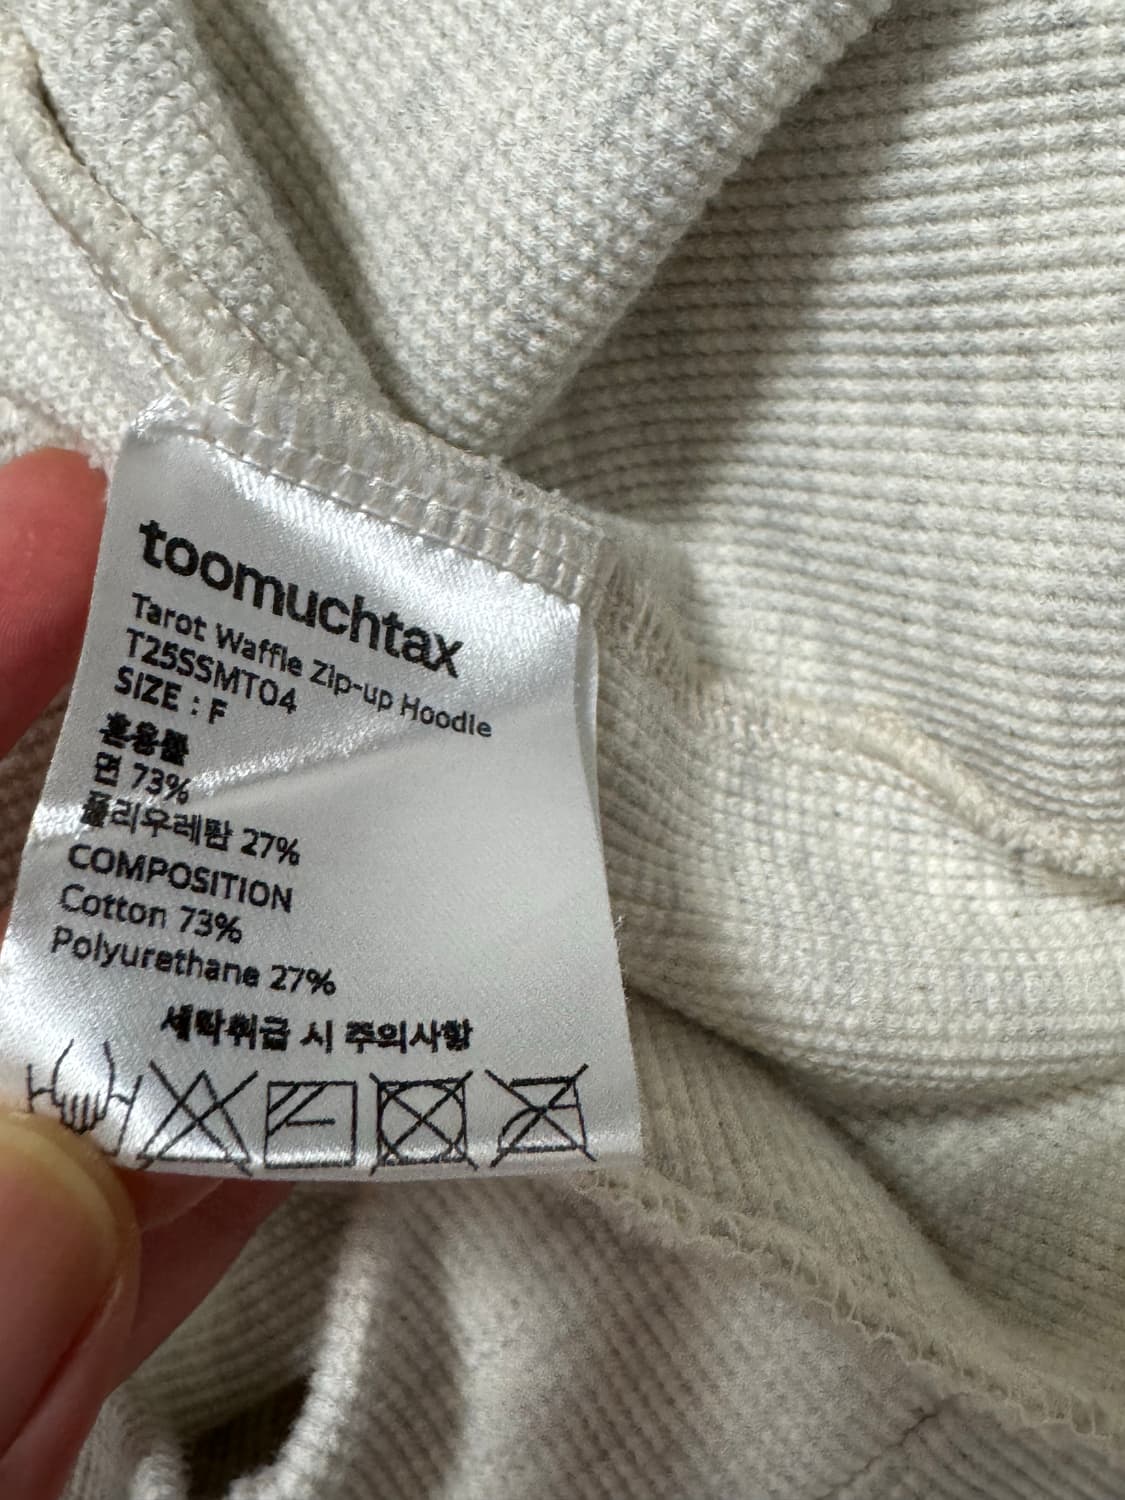 toomuchtax
Tarot Waffle Zip-up Hoodie
T25SSMT04
SIZE : F
혼용률
면 73%
폴리우레탄 27%
COMPOSITION
Cotton 73%
Polyurethane 27%
세탁취급 시 주의사항